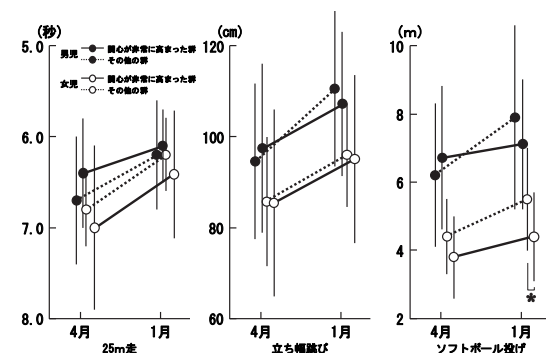 (秒)
5.0
6.0
7.0
8.0
男児 関心が非常に高まった群
その他の群
女児 関心が非常に高まった群
その他の群
4月 1月
25m走
(cm)
120
100
80
60
4月 1月
立ち幅跳び
(m)
10
8
6
4
2
*
4月 1月
ソフトボール投げ